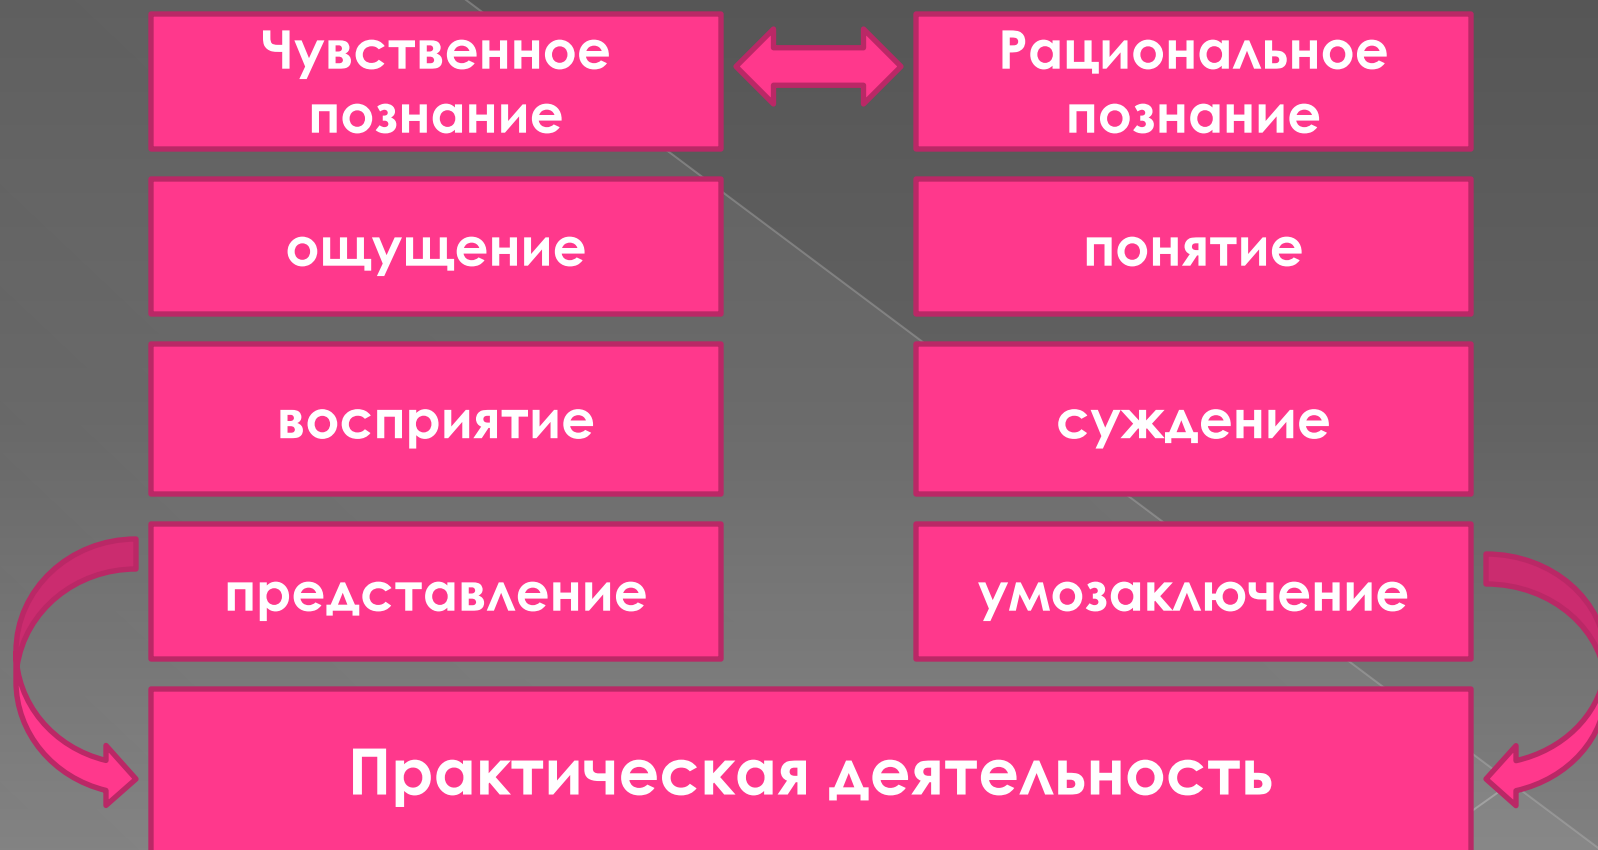 Чувственное
познание
Рациональное
познание
ощущение
понятие
восприятие
суждение
представление
умозаключение
Практическая деятельность